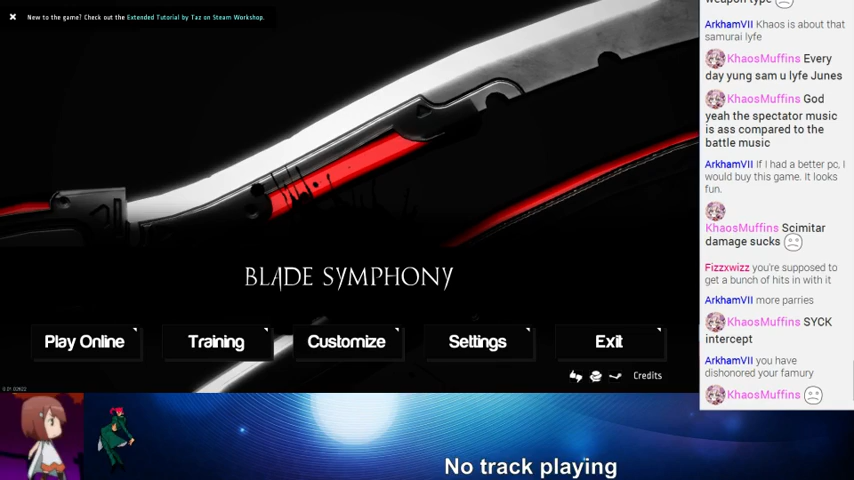 New to the game? Check out the Extended Tutorial by Taz on Steam Workshop.
BLADE SYMPHONY
Play Online
Training
Customize
Settings
Exit
Credits
weapon type
ArkhamVII Khaos is about that
samurai lyfe
KhaosMuffins Every
day yung sam u lyfe Junes
KhaosMuffins God
yeah the spectator music
is ass compared to the
battle music
ArkhamVII If I had a better pc, I
would buy this game. It looks
fun.
KhaosMuffins Scimitar
damage sucks
Fizzxwizz you're supposed to
get a bunch of hits in with it
ArkhamVII more parries
KhaosMuffins SYCK
intercept
ArkhamVII you have
dishonored your famury
KhaosMuffins
No track playing